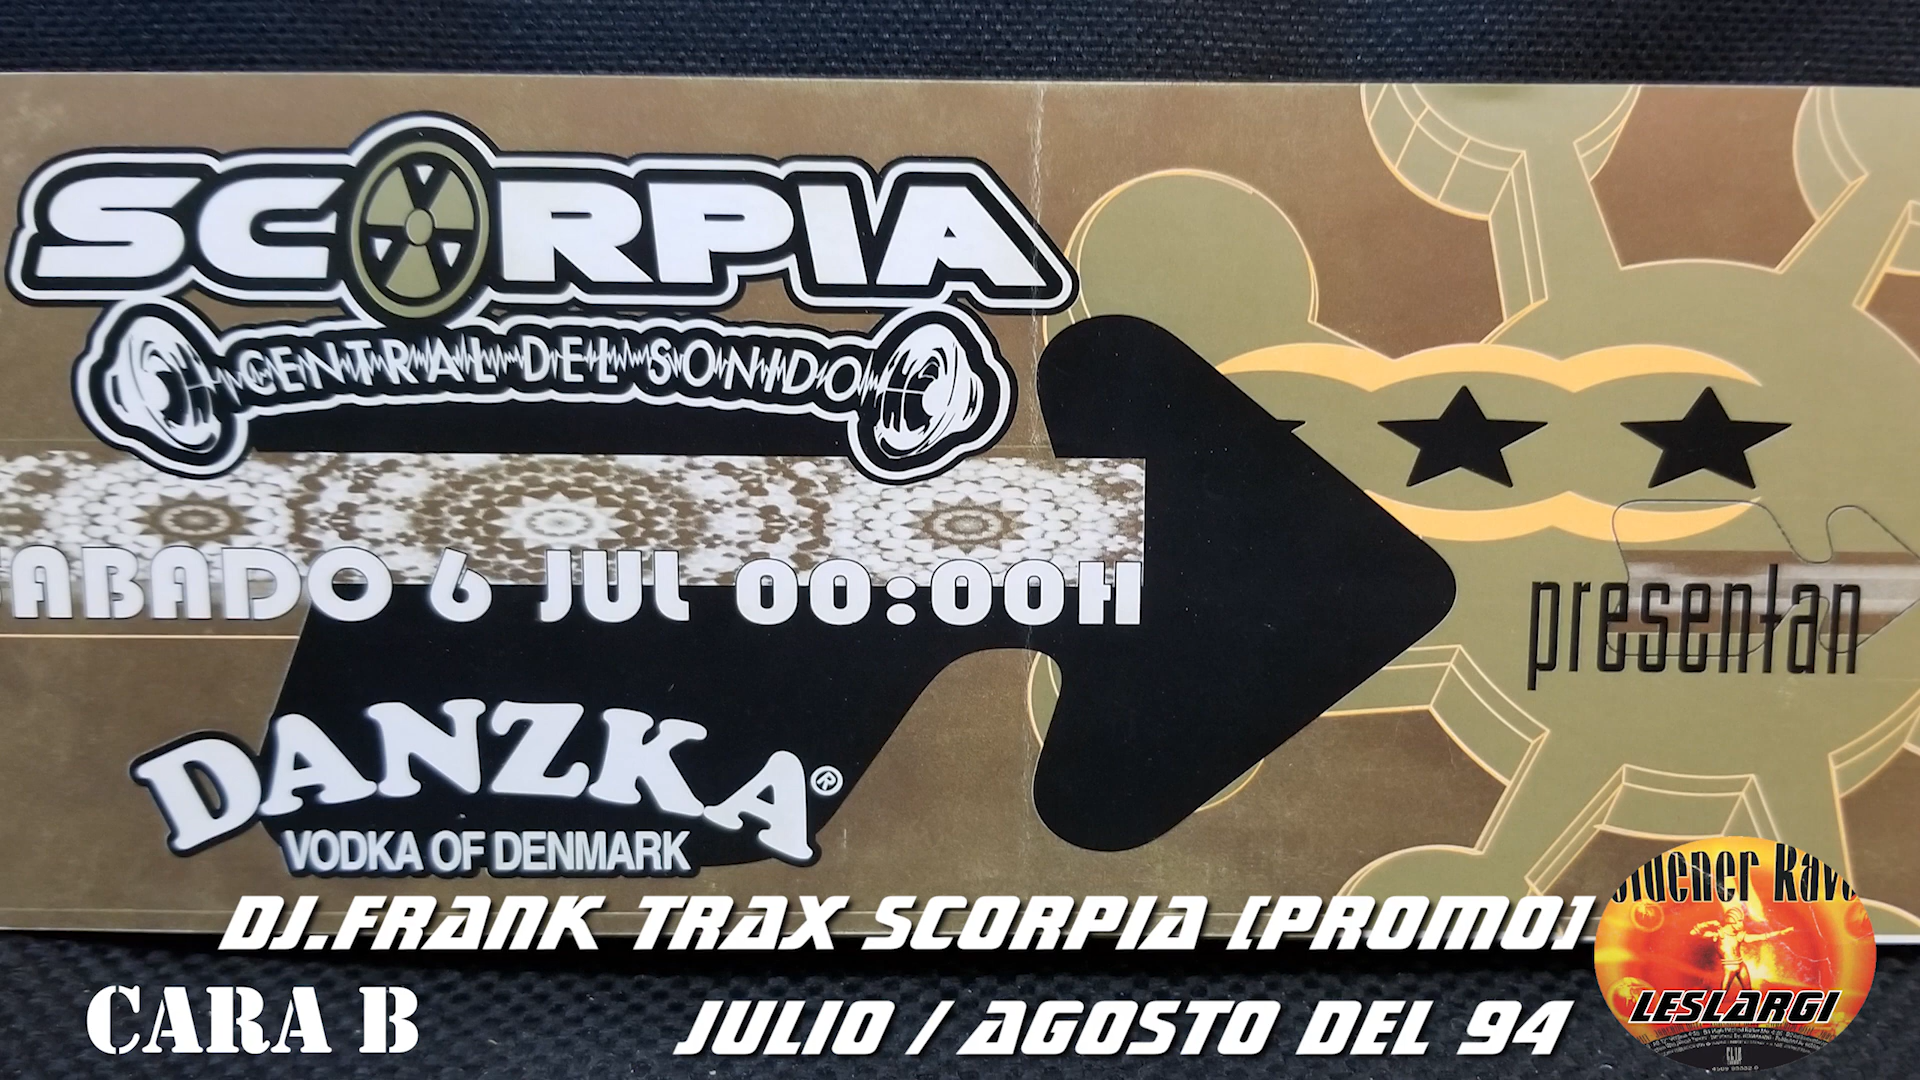 SCORPIA
CENTRAL DEL SONIDO
SABADO 6 JUL 00:00H
presentan
DANZKA®
VODKA OF DENMARK
DJ.FRANK TRAX SCORPIA [PROMO]
CARA B
JULIO / AGOSTO DEL 94
LESLARGI